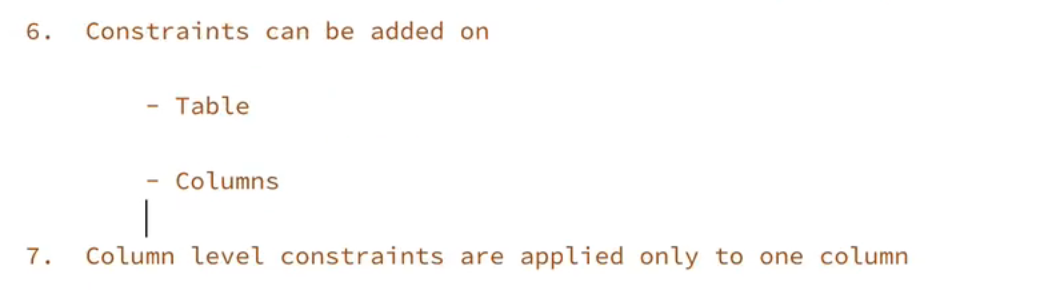 6. Constraints can be added on
- Table
- Columns
7. Column level constraints are applied only to one column